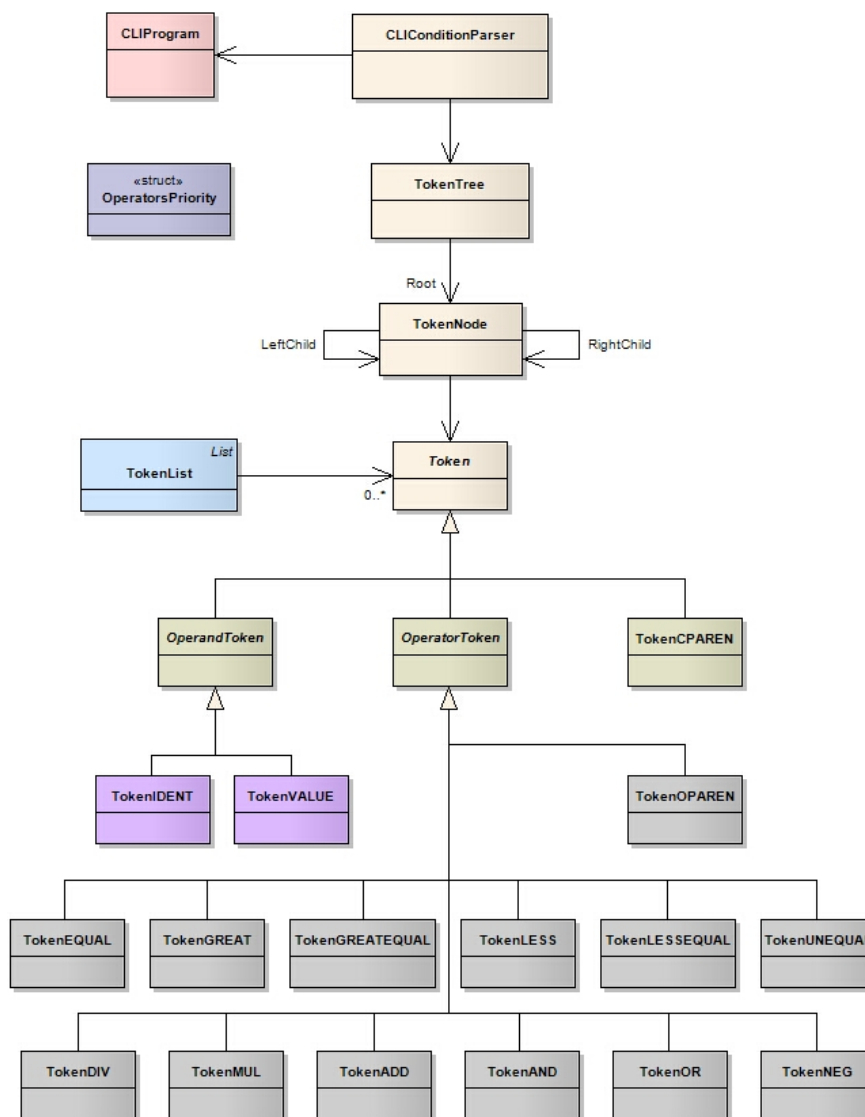 CLIProgram
CLIConditionParser
«struct»
OperatorsPriority
TokenTree
Root
TokenNode
LeftChild
RightChild
List
TokenList
Token
0..*
OperandToken
OperatorToken
TokenCPAREN
TokenIDENT
TokenVALUE
TokenOPAREN
TokenEQUAL
TokenGREAT
TokenGREATEQUAL
TokenLESS
TokenLESSEQUAL
TokenUNEQUAL
TokenDIV
TokenMUL
TokenADD
TokenAND
TokenOR
TokenNEG